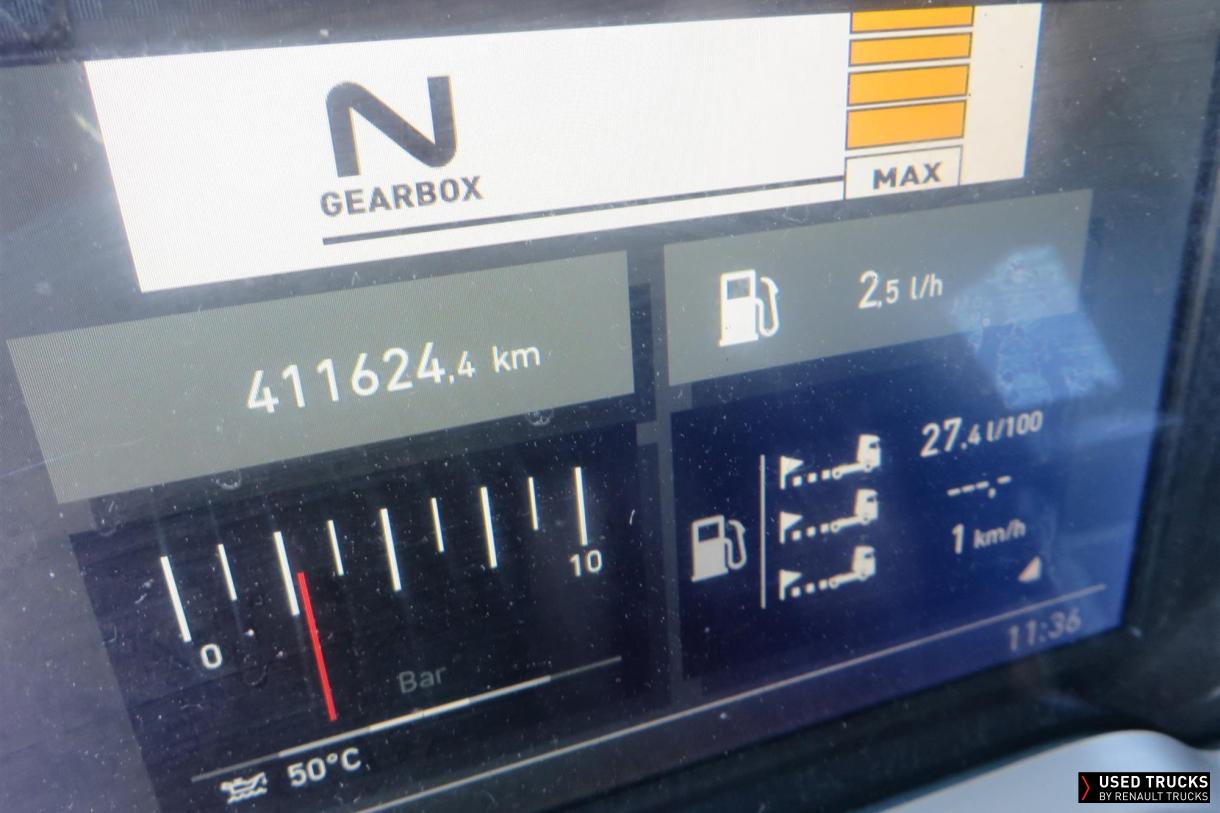 N
GEARBOX
MAX
411624,4 km
2,5 l/h
27.4 l/100
---,-
1 km/h
0
10
Bar
11:36
50°C
USED TRUCKS
BY RENAULT TRUCKS